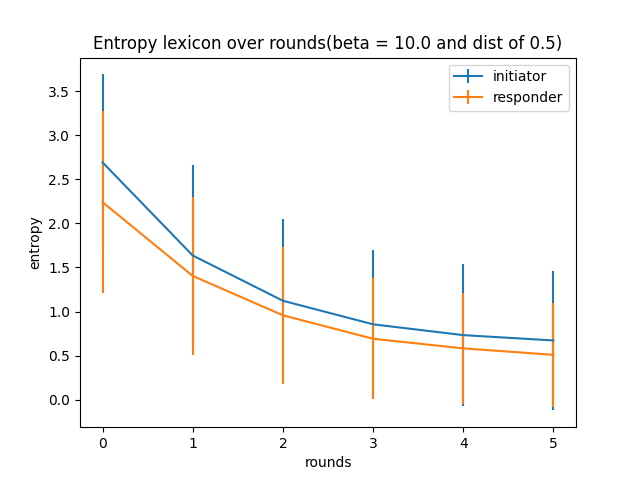 Entropy lexicon over rounds(beta = 10.0 and dist of 0.5)
initiator
responder
3.5
3.0
2.5
2.0
1.5
1.0
0.5
0.0
entropy
0 1 2 3 4 5
rounds